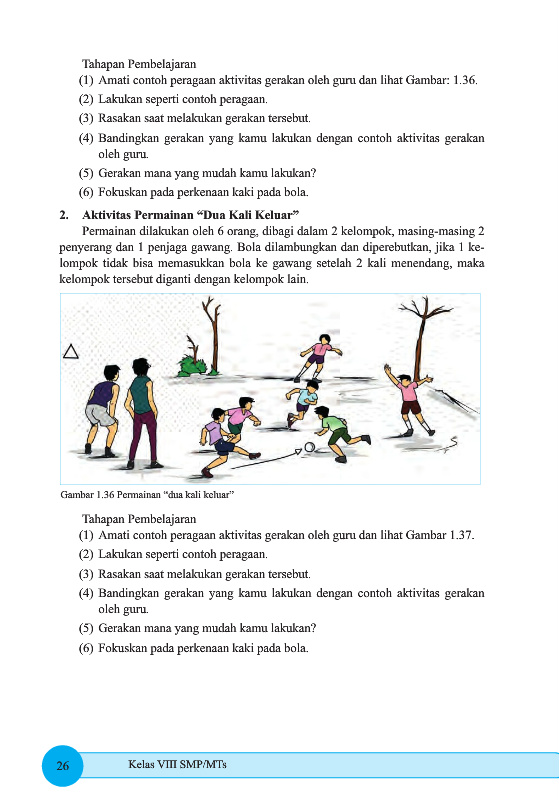 Tahapan Pembelajaran
(1) Amati contoh peragaan aktivitas gerakan oleh guru dan lihat Gambar: 1.36.
(2) Lakukan seperti contoh peragaan.
(3) Rasakan saat melakukan gerakan tersebut.
(4) Bandingkan gerakan yang kamu lakukan dengan contoh aktivitas gerakan
oleh guru.
(5) Gerakan mana yang mudah kamu lakukan?
(6) Fokuskan pada perkenaan kaki pada bola.
2. Aktivitas Permainan “Dua Kali Keluar”
Permainan dilakukan oleh 6 orang, dibagi dalam 2 kelompok, masing-masing 2
penyerang dan 1 penjaga gawang. Bola dilambungkan dan diperebutkan, jika 1 ke-
lompok tidak bisa memasukkan bola ke gawang setelah 2 kali menendang, maka
kelompok tersebut diganti dengan kelompok lain.
Gambar 1.36 Permainan “dua kali keluar”
Tahapan Pembelajaran
(1) Amati contoh peragaan aktivitas gerakan oleh guru dan lihat Gambar 1.37.
(2) Lakukan seperti contoh peragaan.
(3) Rasakan saat melakukan gerakan tersebut.
(4) Bandingkan gerakan yang kamu lakukan dengan contoh aktivitas gerakan
oleh guru.
(5) Gerakan mana yang mudah kamu lakukan?
(6) Fokuskan pada perkenaan kaki pada bola.
26 Kelas VIII SMP/MTs